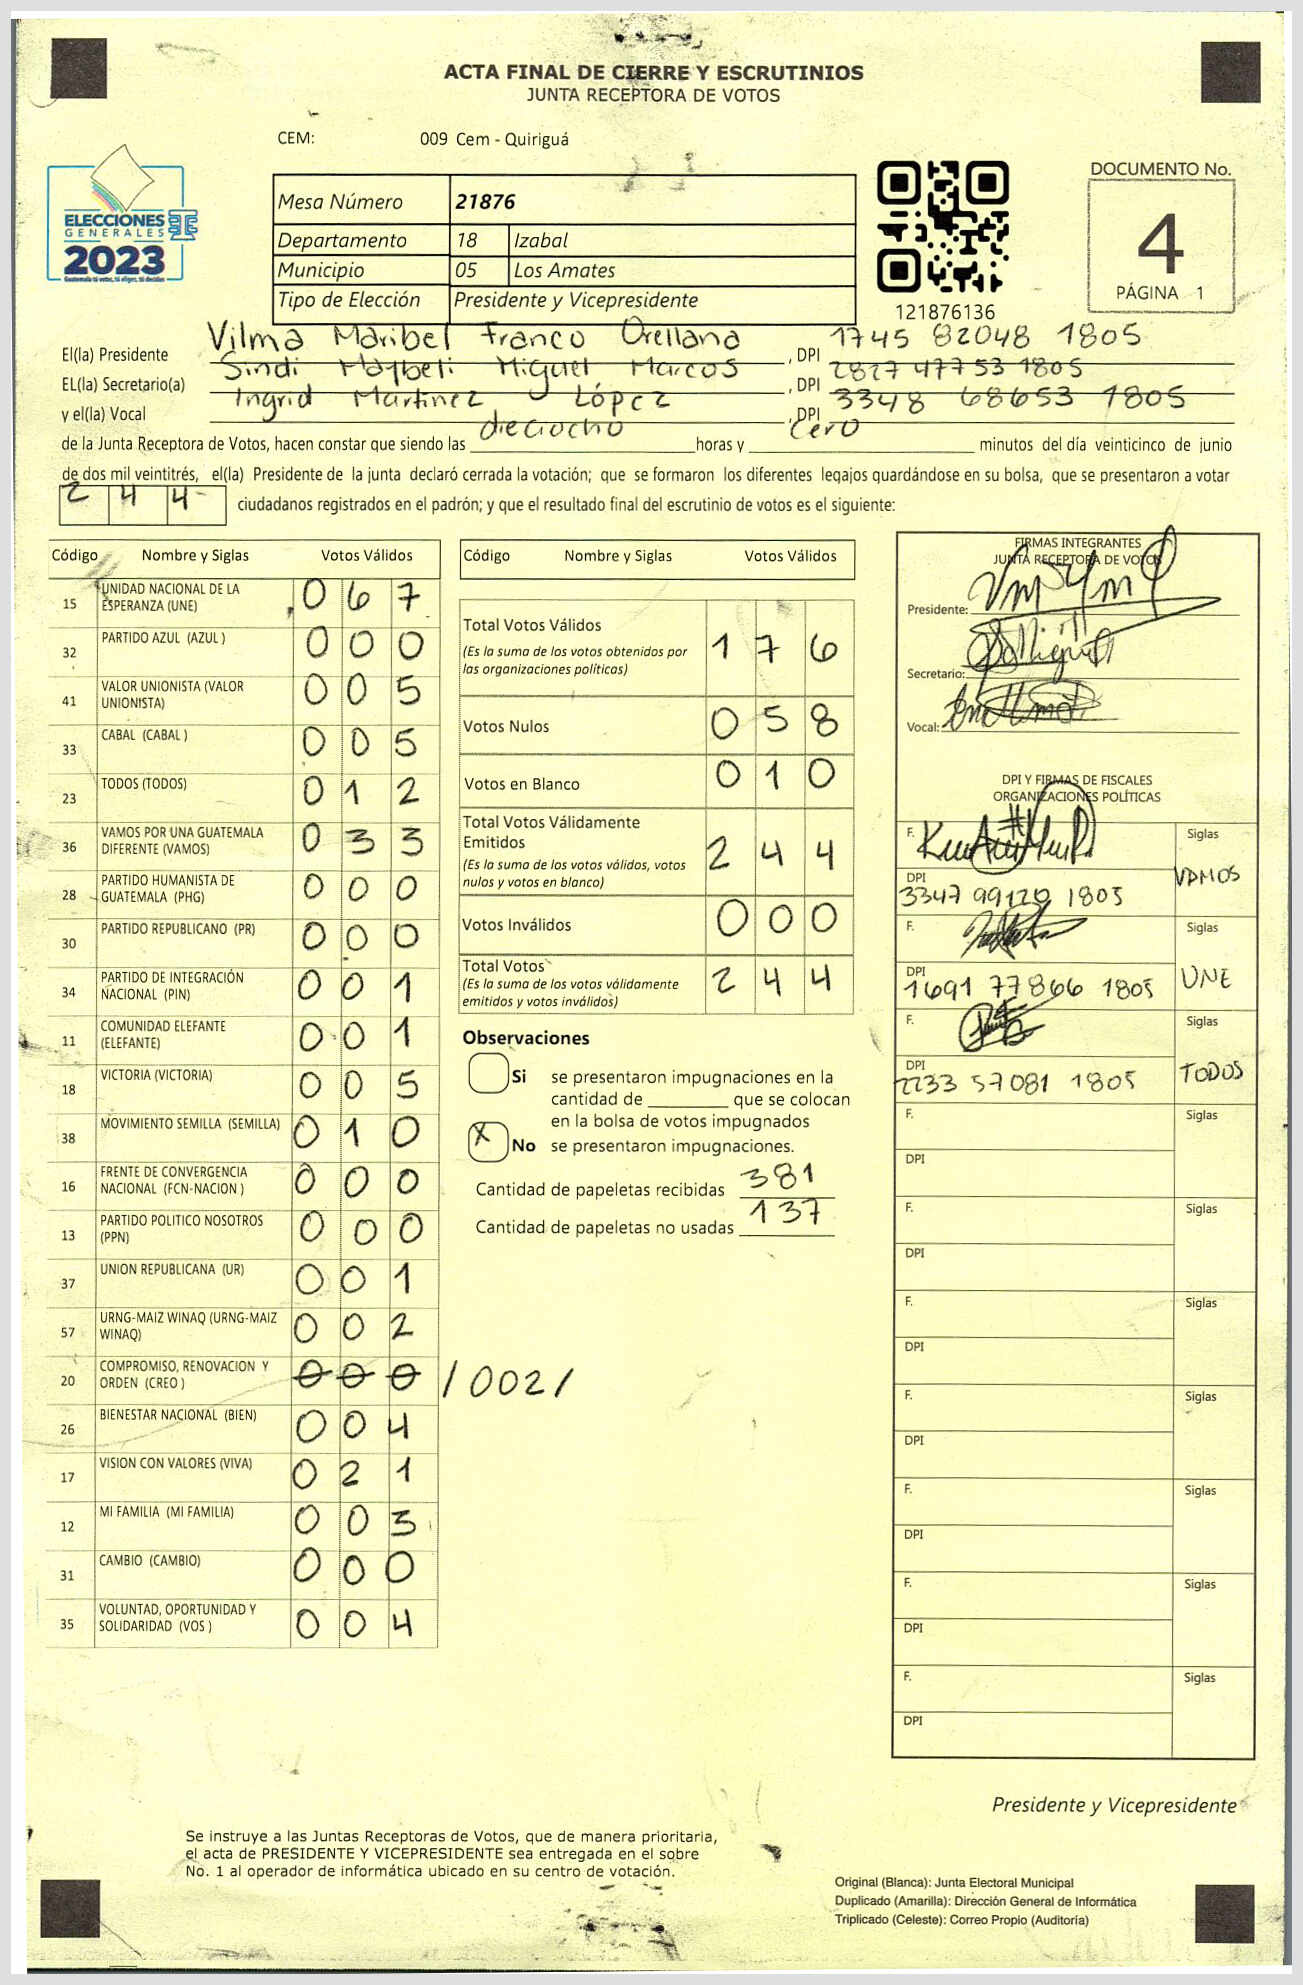 ACTA FINAL DE CIERRE Y ESCRUTINIOS
JUNTA RECEPTORA DE VOTOS
CEM: 009 Cem - Quiriguá
ELECCIONES
GENERALES
2023
Guatemala tú votas, tú eliges, tú decides
Mesa Número 21876
Departamento 18 Izabal
Municipio 05 Los Amates
Tipo de Elección Presidente y Vicepresidente
121876136
DOCUMENTO No.
4
PÁGINA 1
El(la) Presidente Vilma Maribel Franco Orellana, DPI 1745 82048 1805
EL(la) Secretario(a) Sindi Maybeli Miguel Marcos, DPI 2827 47753 1805
y el(la) Vocal Ingrid Martinez y López, DPI 3348 68653 1805
de la Junta Receptora de Votos, hacen constar que siendo las dieciocho horas y cero minutos del día veinticinco de junio
de dos mil veintitrés, el(la) Presidente de la junta declaró cerrada la votación; que se formaron los diferentes legajos guardándose en su bolsa, que se presentaron a votar
2 4 4 ciudadanos registrados en el padrón; y que el resultado final del escrutinio de votos es el siguiente:
Código Nombre y Siglas Votos Válidos
15 UNIDAD NACIONAL DE LA ESPERANZA (UNE) 0 6 7
32 PARTIDO AZUL (AZUL ) 0 0 0
41 VALOR UNIONISTA (VALOR UNIONISTA) 0 0 5
33 CABAL (CABAL ) 0 0 5
23 TODOS (TODOS) 0 1 2
36 VAMOS POR UNA GUATEMALA DIFERENTE (VAMOS) 0 3 3
28 PARTIDO HUMANISTA DE GUATEMALA (PHG) 0 0 0
30 PARTIDO REPUBLICANO (PR) 0 0 0
34 PARTIDO DE INTEGRACIÓN NACIONAL (PIN) 0 0 1
11 COMUNIDAD ELEFANTE (ELEFANTE) 0 0 1
18 VICTORIA (VICTORIA) 0 0 5
38 MOVIMIENTO SEMILLA (SEMILLA) 0 1 0
16 FRENTE DE CONVERGENCIA NACIONAL (FCN-NACION ) 0 0 0
13 PARTIDO POLITICO NOSOTROS (PPN) 0 0 0
37 UNION REPUBLICANA (UR) 0 0 1
57 URNG-MAIZ WINAQ (URNG-MAIZ WINAQ) 0 0 2
20 COMPROMISO, RENOVACION Y ORDEN (CREO ) 0 0 0 /002/
26 BIENESTAR NACIONAL (BIEN) 0 0 4
17 VISION CON VALORES (VIVA) 0 2 1
12 MI FAMILIA (MI FAMILIA) 0 0 3
31 CAMBIO (CAMBIO) 0 0 0
35 VOLUNTAD, OPORTUNIDAD Y SOLIDARIDAD (VOS ) 0 0 4
Código Nombre y Siglas Votos Válidos
Total Votos Válidos 1 7 6
(Es la suma de los votos obtenidos por
las organizaciones políticas)
Votos Nulos 0 5 8
Votos en Blanco 0 1 0
Total Votos Válidamente
Emitidos 2 4 4
(Es la suma de los votos válidos, votos
nulos y votos en blanco)
Votos Inválidos 0 0 0
Total Votos 2 4 4
(Es la suma de los votos válidamente
emitidos y votos inválidos)
Observaciones
Si se presentaron impugnaciones en la
cantidad de ________ que se colocan
en la bolsa de votos impugnados
X No se presentaron impugnaciones.
Cantidad de papeletas recibidas 381
Cantidad de papeletas no usadas 137
FIRMAS INTEGRANTES
JUNTA RECEPTORA DE VOTOS
Presidente:
Secretario:
Vocal:
DPI Y FIRMAS DE FISCALES
ORGANIZACIONES POLÍTICAS
F. Siglas
DPI VAMOS
3347 99120 1805
F. Siglas
DPI UNE
1691 77866 1805
F. Siglas
DPI TODOS
2233 57081 1805
F. Siglas
DPI
F. Siglas
DPI
F. Siglas
DPI
F. Siglas
DPI
F. Siglas
DPI
F. Siglas
DPI
F. Siglas
DPI
Presidente y Vicepresidente
Se instruye a las Juntas Receptoras de Votos, que de manera prioritaria,
el acta de PRESIDENTE Y VICEPRESIDENTE sea entregada en el sobre
No. 1 al operador de informática ubicado en su centro de votación.
Original (Blanca): Junta Electoral Municipal
Duplicado (Amarilla): Dirección General de Informática
Triplicado (Celeste): Correo Propio (Auditoría)